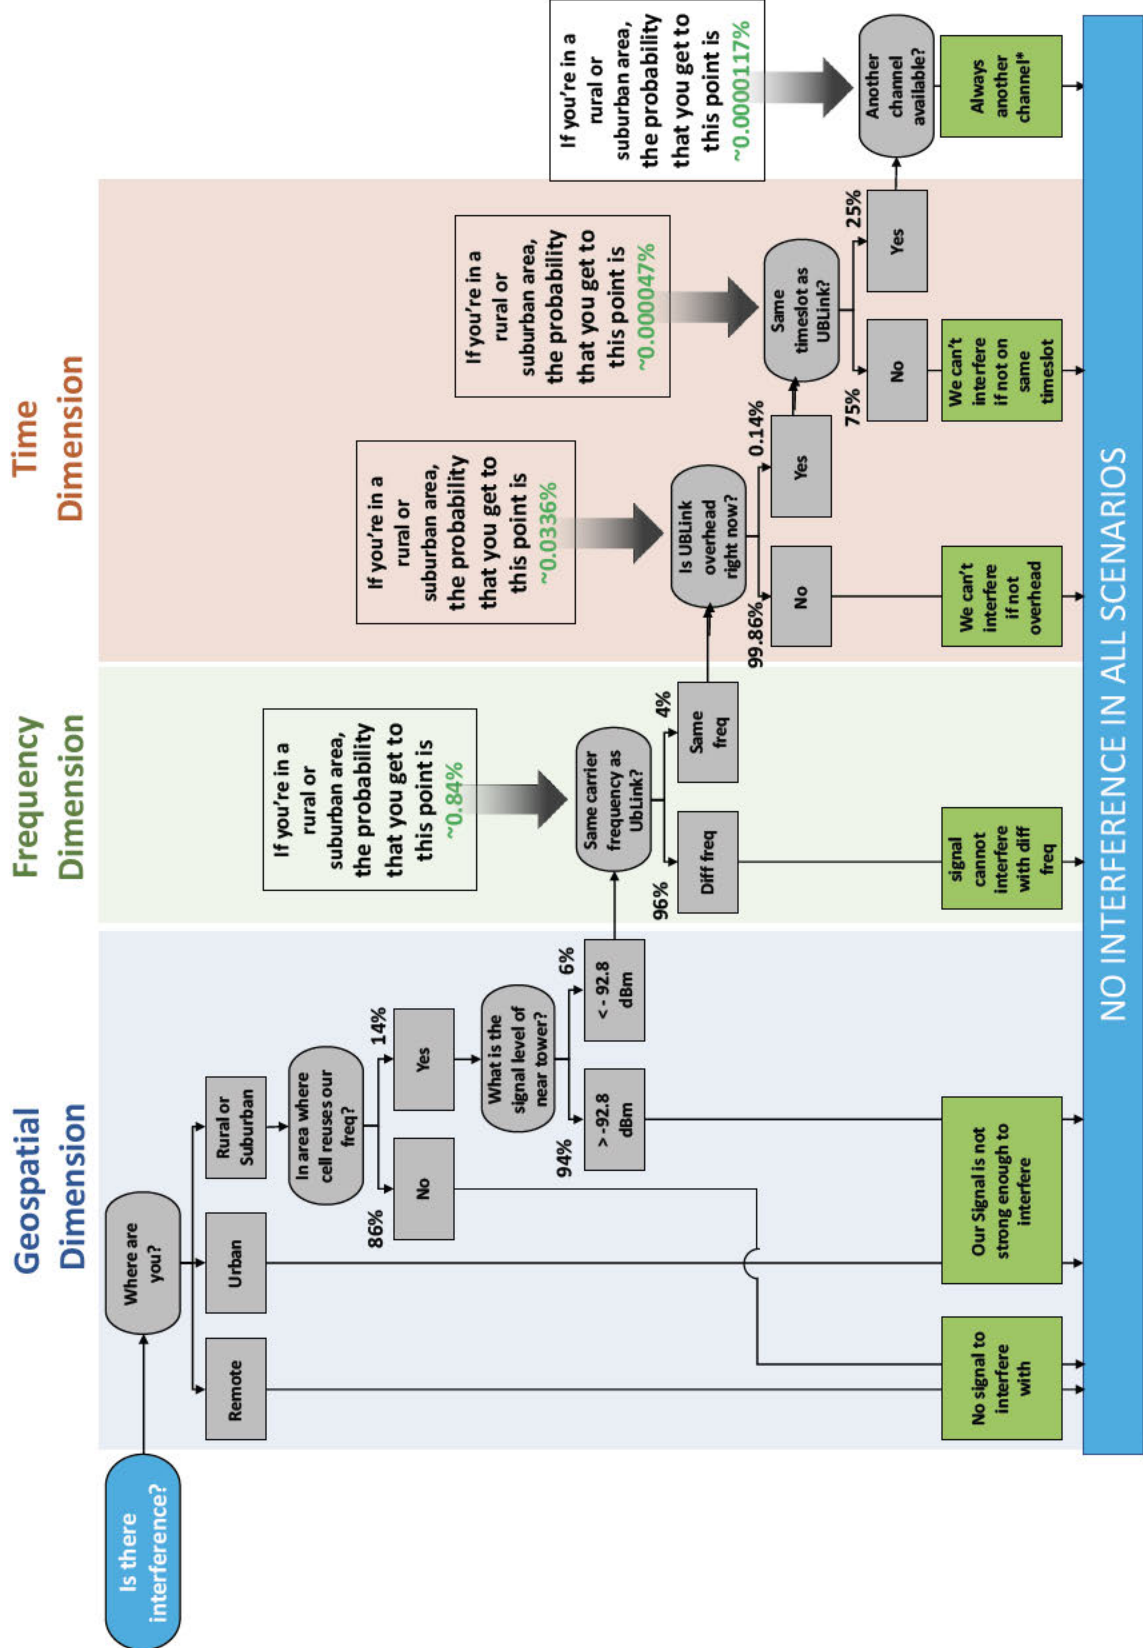 Geospatial
Dimension
Frequency
Dimension
Time
Dimension
Is there
interference?
Where are
you?
Remote
Urban
Rural or
Suburban
In area where
cell reuses our
freq?
86%
14%
No
Yes
What is the
signal level of
near tower?
94%
6%
> -92.8
dBm
< - 92.8
dBm
If you're in a
rural or
suburban area,
the probability
that you get to
this point is
~0.84%
Same carrier
frequency as
UbLink?
96%
4%
Diff freq
Same
freq
If you're in a
rural or
suburban area,
the probability
that you get to
this point is
~0.0336%
Is UBLink
overhead
right now?
99.86%
0.14%
No
Yes
If you're in a
rural or
suburban area,
the probability
that you get to
this point is
~0.000047%
Same
timeslot as
UBLink?
75%
25%
No
Yes
If you're in a
rural or
suburban area,
the probability
that you get to
this point is
~0.0000117%
Another
channel
available?
No signal to
interfere
with
Our Signal is not
strong enough to
interfere
signal
cannot
interfere
with diff
freq
We can't
interfere
if not
overhead
We can't
interfere
if not on
same
timeslot
Always
another
channel*
NO INTERFERENCE IN ALL SCENARIOS